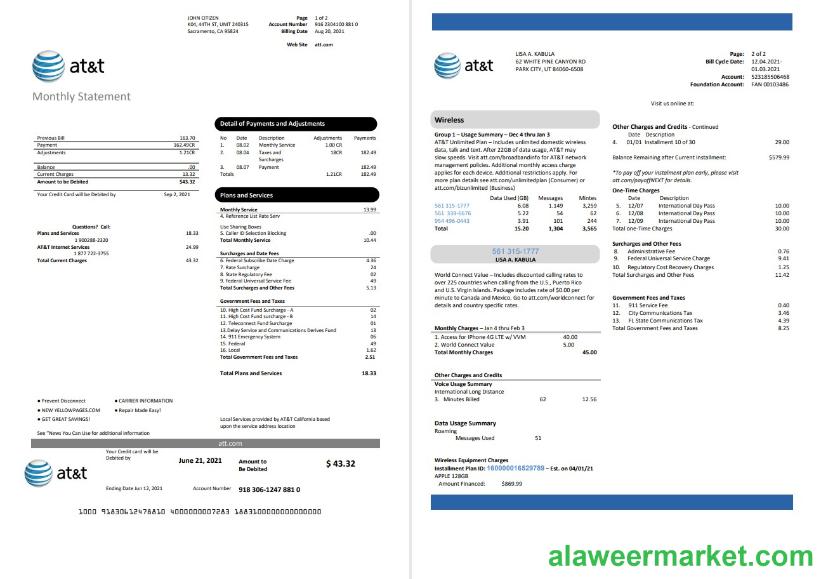 JOHN CITIZEN
401, 44TH ST, UNIT 240315
Sacramento, CA 95824
Page 1 of 2
Account Number 916 2304100 881 0
Billing Date Aug 20, 2021
Web Site att.com
at&t
Monthly Statement
Previous Bill 163.70
Payment 162.49CR
Adjustments 1.21CR
Balance .00
Current Charges 13.32
Amount to be Debited $43.32
Your Credit Card will be Debited by Sep 2, 2021
Questions? Call:
Plans and Services 18.33
1 900288-2320
AT&T Internet Services 24.99
1 877 722-3755
Total Current Charges 43.32
Detail of Payments and Adjustments
No Date Description Adjustments Payments
1. 08.02 Monthly Service 1.00 CR
2. 08.04 Taxes and 18CR 182.49
Surcharges
3. 08.07 Payment 182.49
Totals 1.21CR 182.49
Plans and Services
Monthly Service 13.99
4. Reference List Rate Serv
Use Sharing Boxes
5. Caller ID Selection Blocking .00
Total Monthly Service 10.44
Surcharges and Date Fees
6. Federal Subscribe Date Charge 4.36
7. Rate Surcharge 24
8. State Regulatory Fee 02
9. Federal Universal Service Fee 49
Total Surcharges and Other Fees 5.13
Government Fees and Taxes
10. High Cost Fund Surcharge - A 02
11. High Cost Fund surcharge - B 14
12. Teleconnect Fund Surcharge 01
13.Delay Service and Communications Derives Fund 13
14. 911 Emergency System 06
15. Federal .49
16. Local 1.62
Total Government Fees and Taxes 2.51
Total Plans and Services 18.33
● Prevent Disconnect
● CARRIER INFORMATION
● NEW YELLOPAGES.COM
● Repair Made Easy!
● GET GREAT SAVINGS!
See "News You Can Use for additional information
Local Services provided by AT&T California based
upon the service address location
att.com
at&t
Your Credit card will be
Debited by
June 21, 2021
Amount to
Be Debited
$ 43.32
Ending Date Jun 12, 2021
Account Number 918 306-1247 881 0
1000 91830612478810 4000000007283 1883100000000000000
at&t
LISA A. KABULA
62 WHITE PINE CANYON RD
PARK CITY, UT 84060-6508
Page: 2 of 2
Bill Cycle Date: 12.04.2021-
01.03.2021
Account: 523185506468
Foundation Account: FAN 00103486
Visit us online at:
Wireless
Group 1 – Usage Summary – Dec 4 thru Jan 3
AT&T Unlimited Plan – Includes unlimited domestic wireless
data, talk and text. After 22GB of data usage, AT&T may
slow speeds. Visit att.com/broadbandinfo for AT&T network
management policies. Additional monthly access charge
applies for each device. Additional restrictions apply. For
more plan details see att.com/unlimitedplan (Consumer) or
att.com/bizunlimited (Business)
Data Used (GB) Messages Mintes
561 315-1777 6.08 1,149 3,259
561 339-6676 5.22 54 62
954 496-0443 3.91 101 244
Total 15.20 1,304 3,565
561 315-1777
LISA A. KABULA
World Connect Value – Includes discounted calling rates to
over 225 countries when calling from the U.S., Puerto Rico
and U.S. Virgin Islands. Package includes rate of $0.00 per
minute to Canada and Mexico. Go to att.com/worldconnect for
details and country specific rates.
Monthly Charges – Jan 4 thru Feb 3
1. Access for iPhone 4G LTE w/ VVM 40.00
2. World Connect Value 5.00
Total Monthly Charges 45.00
Other Charges and Credits
Voice Usage Summary
International Long Distance
3. Minutes Billed 62 12.56
Data Usage Summary
Roaming
Messages Used 51
Wireless Equipment Charges
Installment Plan ID: 160000016529789 – Est. on 04/01/21
APPLE 128GB
Amount Financed: $869.99
Other Charges and Credits - Continued
Date Description
4. 01/01 Installment 10 of 30 29.00
Balance Remaining after Current Installment: $579.99
*To pay off your instalment plan early, please visit
att.com/payoffNEXT for details.
One-Time Charges
Date Description
5. 12/07 International Day Pass 10.00
6. 12/08 International Day Pass 10.00
7. 12/09 International Day Pass 10.00
Total one-Time Charges 30.00
Surcharges and Other Fees
8. Administrative Fee 0.76
9. Federal Universal Service Charge 9.41
10. Regulatory Cost Recovery Charges 1.25
Total Surcharges and Other Fees 11.42
Government Fees and Taxes
11. 911 Service Fee 0.40
12. City Communications Tax 3.46
13. FL State Communications Tax 4.39
Total Government Fees and Taxes 8.25
alaweermarket.com